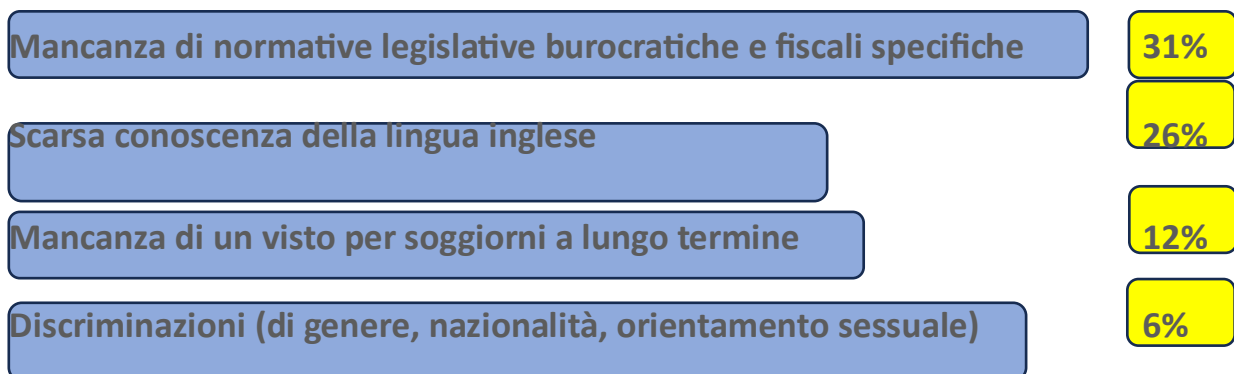 Mancanza di normative legislative burocratiche e fiscali specifiche 31%
Scarsa conoscenza della lingua inglese 26%
Mancanza di un visto per soggiorni a lungo termine 12%
Discriminazioni (di genere, nazionalità, orientamento sessuale) 6%